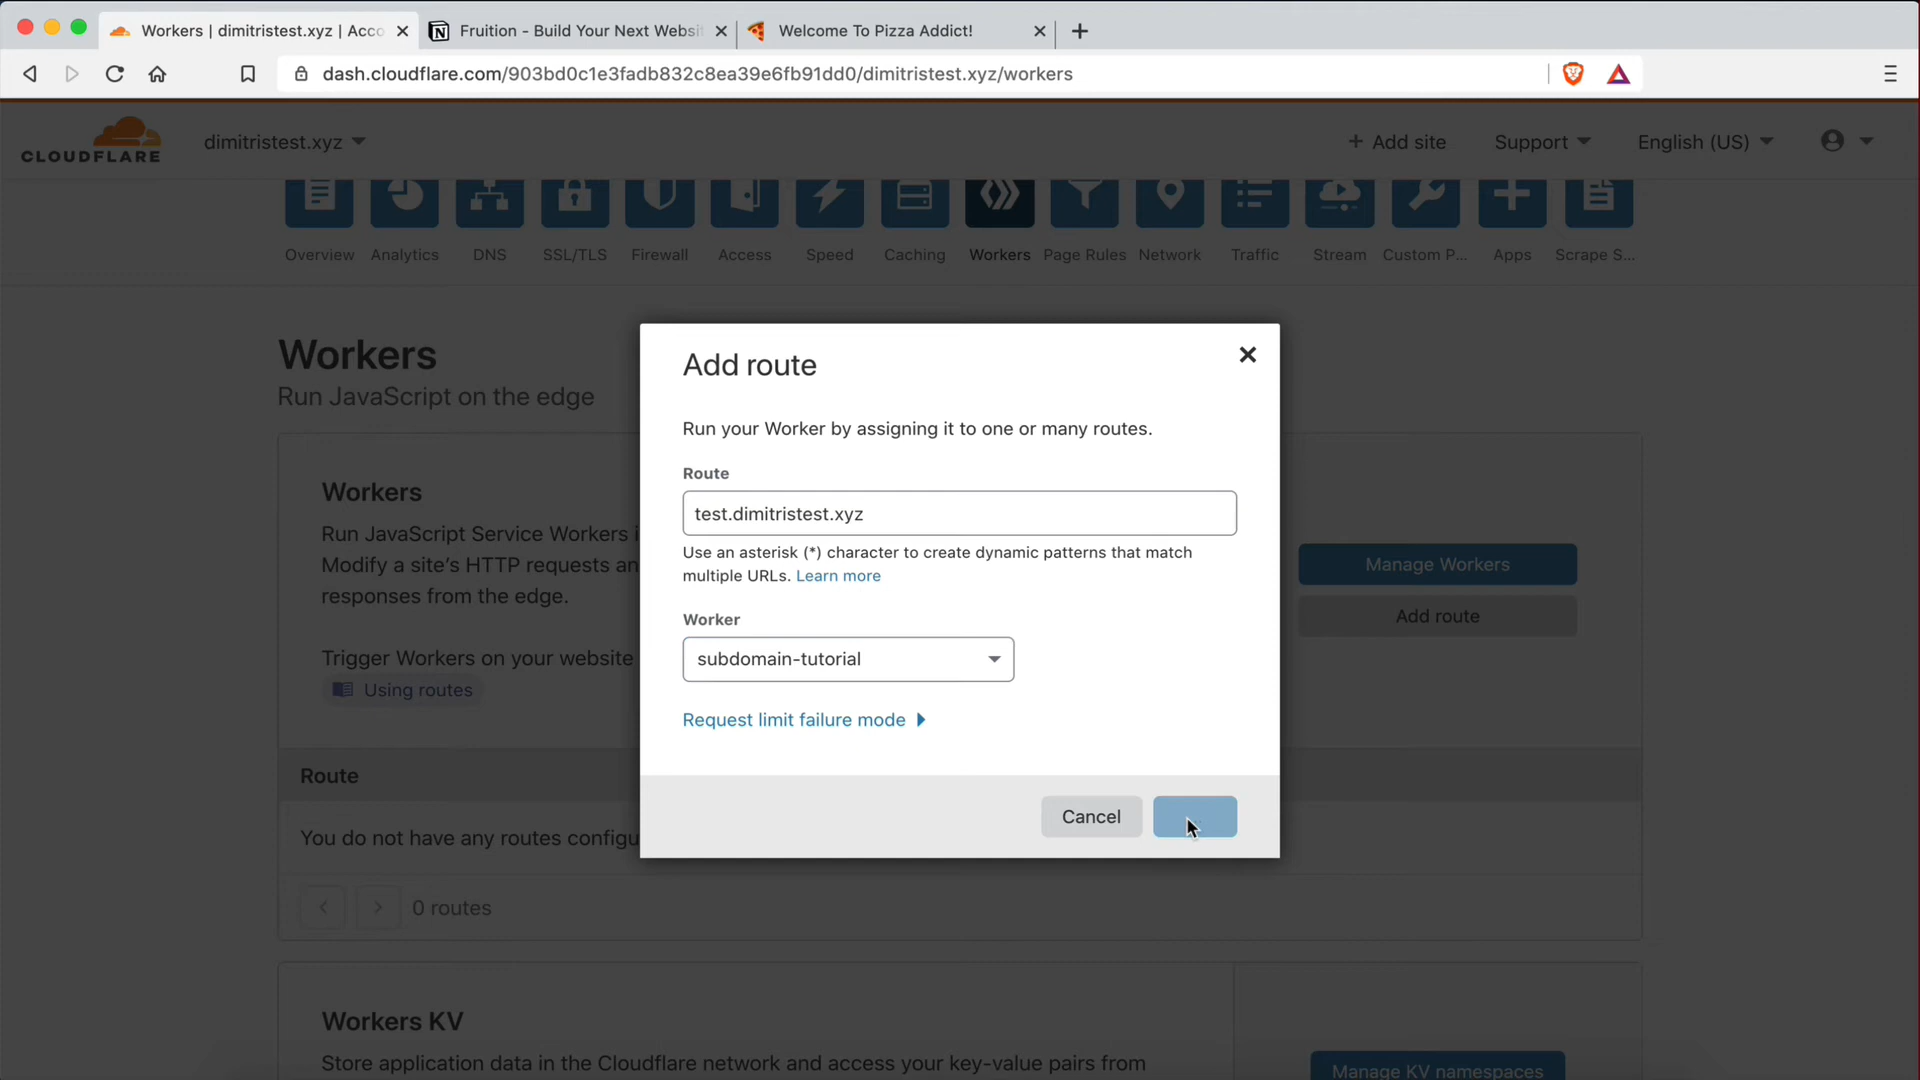 Workers | dimitristest.xyz | Acco
Fruition - Build Your Next Websi
Welcome To Pizza Addict!
dash.cloudflare.com/903bd0c1e3fadb832c8ea39e6fb91dd0/dimitristest.xyz/workers
CLOUDFLARE
dimitristest.xyz
+ Add site
Support
English (US)
Overview
Analytics
DNS
SSL/TLS
Firewall
Access
Speed
Caching
Workers
Page Rules
Network
Traffic
Stream
Custom P...
Apps
Scrape S...
Workers
Run JavaScript on the edge
Workers
Run JavaScript Service Workers i
Modify a site's HTTP requests an
responses from the edge.
Trigger Workers on your website
Using routes
Manage Workers
Add route
Route
You do not have any routes configu
0 routes
Workers KV
Store application data in the Cloudflare network and access your key-value pairs from
Manage KV namespaces
Add route
Run your Worker by assigning it to one or many routes.
Route
test.dimitristest.xyz
Use an asterisk (*) character to create dynamic patterns that match
multiple URLs. Learn more
Worker
subdomain-tutorial
Request limit failure mode
Cancel